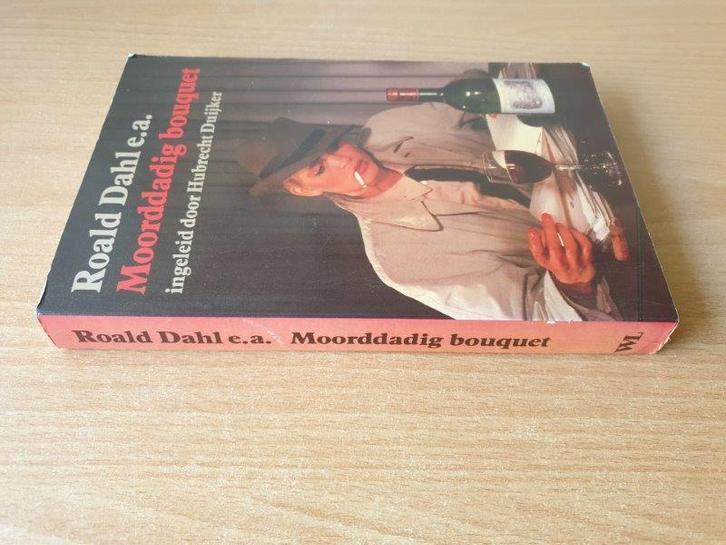 Roald Dahl e.a.
Moorddadig bouquet
ingeleid door Hubrecht Duijker
Roald Dahl e.a. Moorddadig bouquet WL